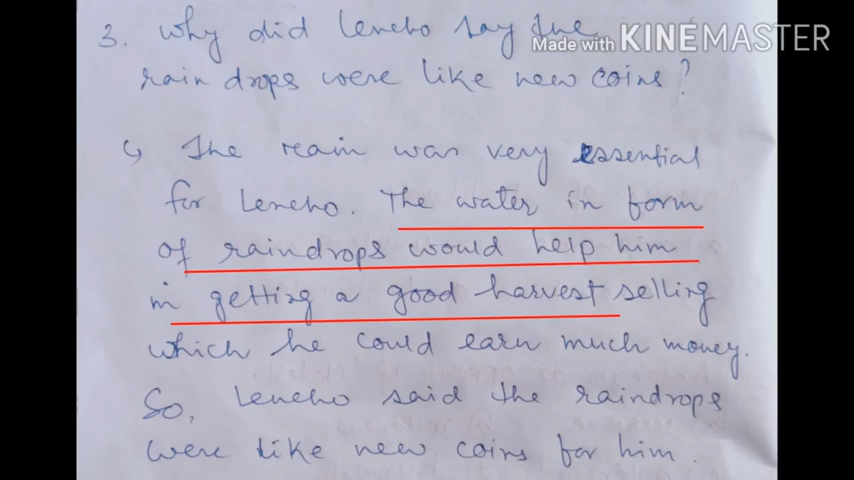 3. Why did Lencho say the
Made with KINEMASTER
rain drops were like new coins?
↳ The rain was very essential
for Lencho. The water in form
of raindrops would help him
in getting a good harvest selling
which he could earn much money.
So, Lencho said the raindrops
were like new coins for him.